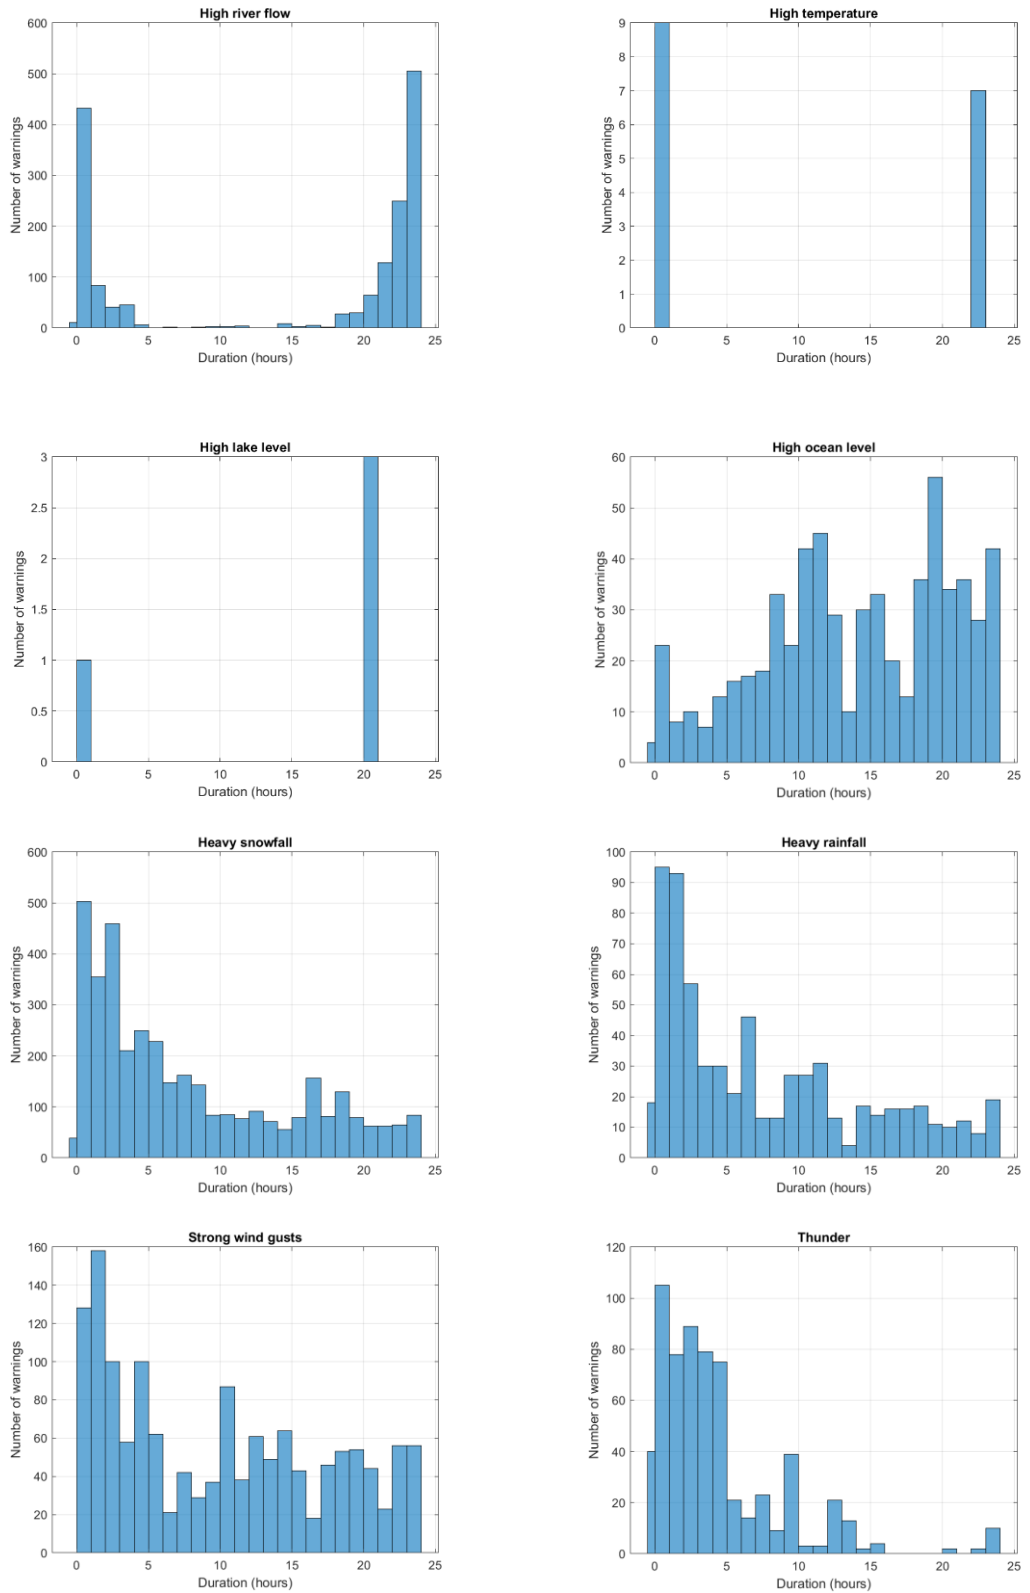 High river flow
600
500
400
300
200
100
0
Number of warnings
0 5 10 15 20 25
Duration (hours)
High temperature
9
8
7
6
5
4
3
2
1
0
Number of warnings
0 5 10 15 20 25
Duration (hours)
High lake level
3
2.5
2
1.5
1
0.5
0
Number of warnings
0 5 10 15 20 25
Duration (hours)
High ocean level
60
50
40
30
20
10
0
Number of warnings
0 5 10 15 20 25
Duration (hours)
Heavy snowfall
600
500
400
300
200
100
0
Number of warnings
0 5 10 15 20 25
Duration (hours)
Heavy rainfall
100
90
80
70
60
50
40
30
20
10
0
Number of warnings
0 5 10 15 20 25
Duration (hours)
Strong wind gusts
160
140
120
100
80
60
40
20
0
Number of warnings
0 5 10 15 20 25
Duration (hours)
Thunder
120
100
80
60
40
20
0
Number of warnings
0 5 10 15 20 25
Duration (hours)